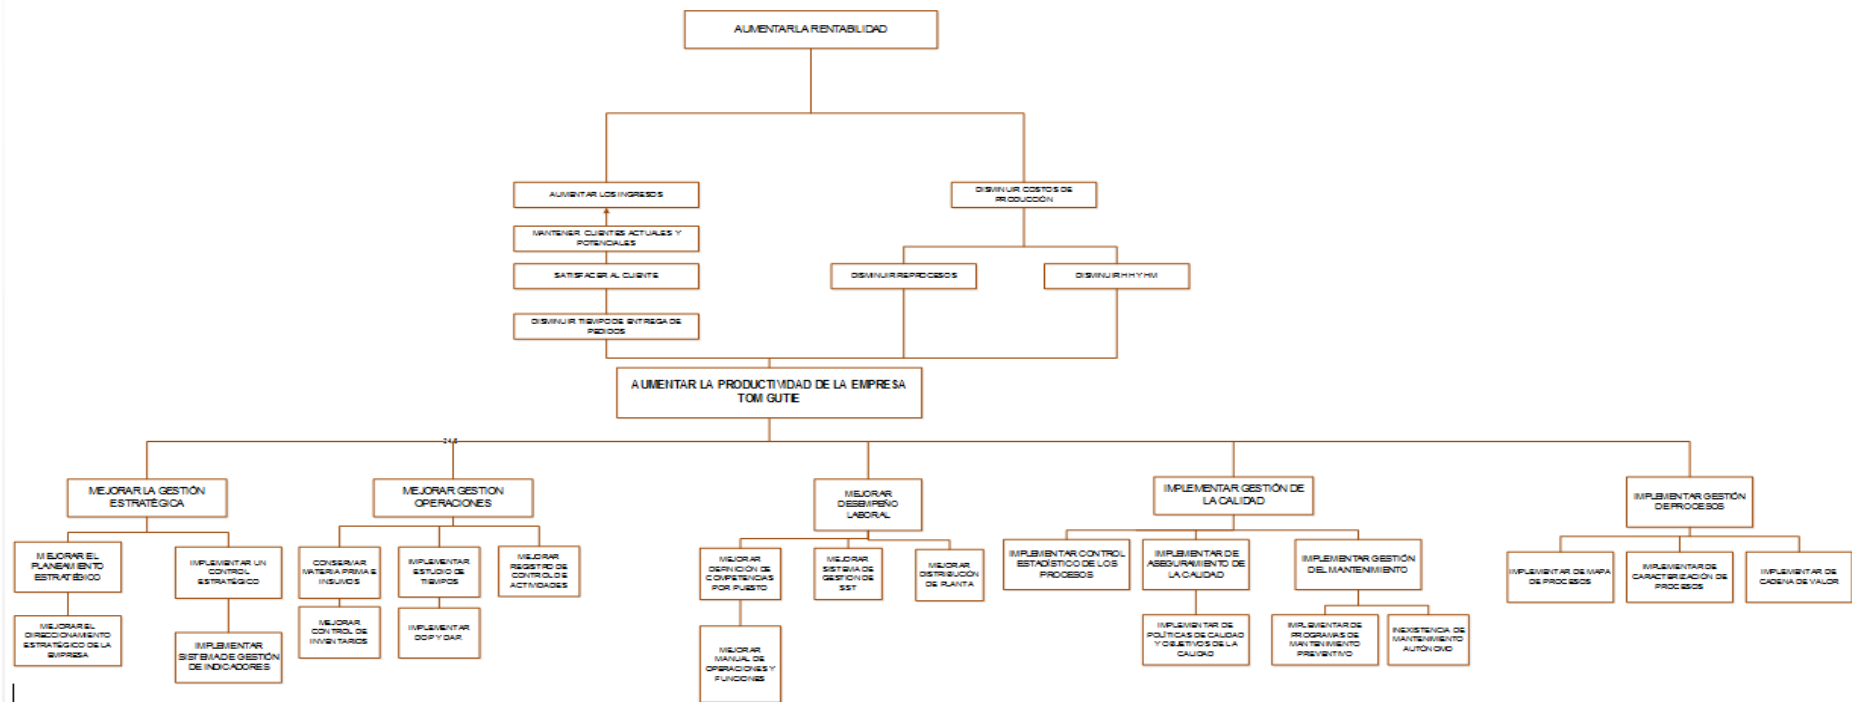 AUMENTAR LA RENTABILIDAD
AUMENTAR LOS INGRESOS
DISMINUIR COSTOS DE
PRODUCCIÓN
MANTENER CLIENTES ACTUALES Y
POTENCIALES
SATISFACER AL CLIENTE
DISMINUIR REPROCESOS
DISMINUIR HH Y HM
DISMINUIR TIEMPO DE ENTREGA DE
PEDIDOS
AUMENTAR LA PRODUCTIVIDAD DE LA EMPRESA
TOM GUTIE
MEJORAR LA GESTIÓN
ESTRATÉGICA
MEJORAR GESTION
OPERACIONES
MEJORAR
DESEMPEÑO
LABORAL
IMPLEMENTAR GESTIÓN DE
LA CALIDAD
IMPLEMENTAR GESTIÓN
DE PROCESOS
MEJORAR EL
PLANEAMIENTO
ESTRATÉGICO
IMPLEMENTAR UN
CONTROL
ESTRATÉGICO
CONSERVAR
MATERIA PRIMA E
INSUMOS
IMPLEMENTAR
ESTUDIO DE
TIEMPOS
MEJORAR
REGISTRO DE
CONTROL DE
ACTIVIDADES
MEJORAR
DEFINICIÓN DE
COMPETENCIAS
POR PUESTO
MEJORAR
SISTEMA DE
GESTION DE
SST
MEJORAR
DISTRIBUCIÓN
DE PLANTA
IMPLEMENTAR CONTROL
ESTADÍSTICO DE LOS
PROCESOS
IMPLEMENTAR DE
ASEGURAMIENTO DE
LA CALIDAD
IMPLEMENTAR GESTIÓN
DEL MANTENIMIENTO
IMPLEMENTAR DE MAPA
DE PROCESOS
IMPLEMENTAR DE
CARACTERIZACIÓN DE
PROCESOS
IMPLEMENTAR DE
CADENA DE VALOR
MEJORAR EL
DIRECCIONAMIENTO
ESTRATÉGICO DE LA
EMPRESA
IMPLEMENTAR
SISTEMA DE GESTIÓN
DE INDICADORES
MEJORAR
CONTROL DE
INVENTARIOS
IMPLEMENTAR
DOP Y DAP.
MEJORAR
MANUAL DE
OPERACIONES Y
FUNCIONES
IMPLEMENTAR DE
POLÍTICAS DE CALIDAD
Y OBJETIVOS DE LA
CALIDAD
IMPLEMENTAR DE
PROGRAMAS DE
MANTENIMIENTO
PREVENTIVO
INEXISTENCIA DE
MANTENIMIENTO
AUTÓNOMO